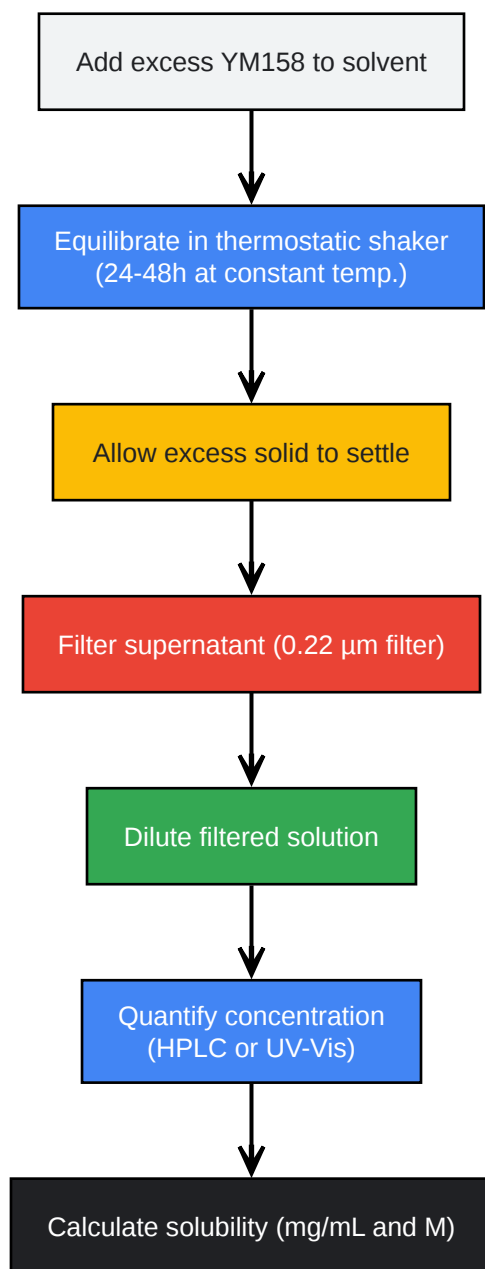 Add excess YM158 to solvent
Equilibrate in thermostatic shaker
(24-48h at constant temp.)
Allow excess solid to settle
Filter supernatant (0.22 µm filter)
Dilute filtered solution
Quantify concentration
(HPLC or UV-Vis)
Calculate solubility (mg/mL and M)